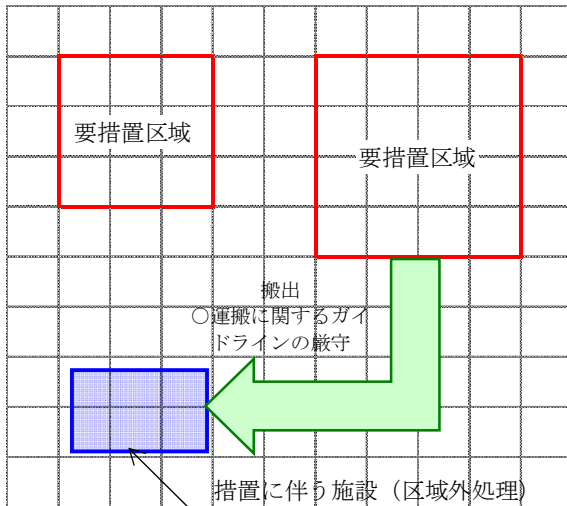 要措置区域
要措置区域
搬出
○運搬に関するガイ
ドラインの厳守
措置に伴う施設（区域外処理）